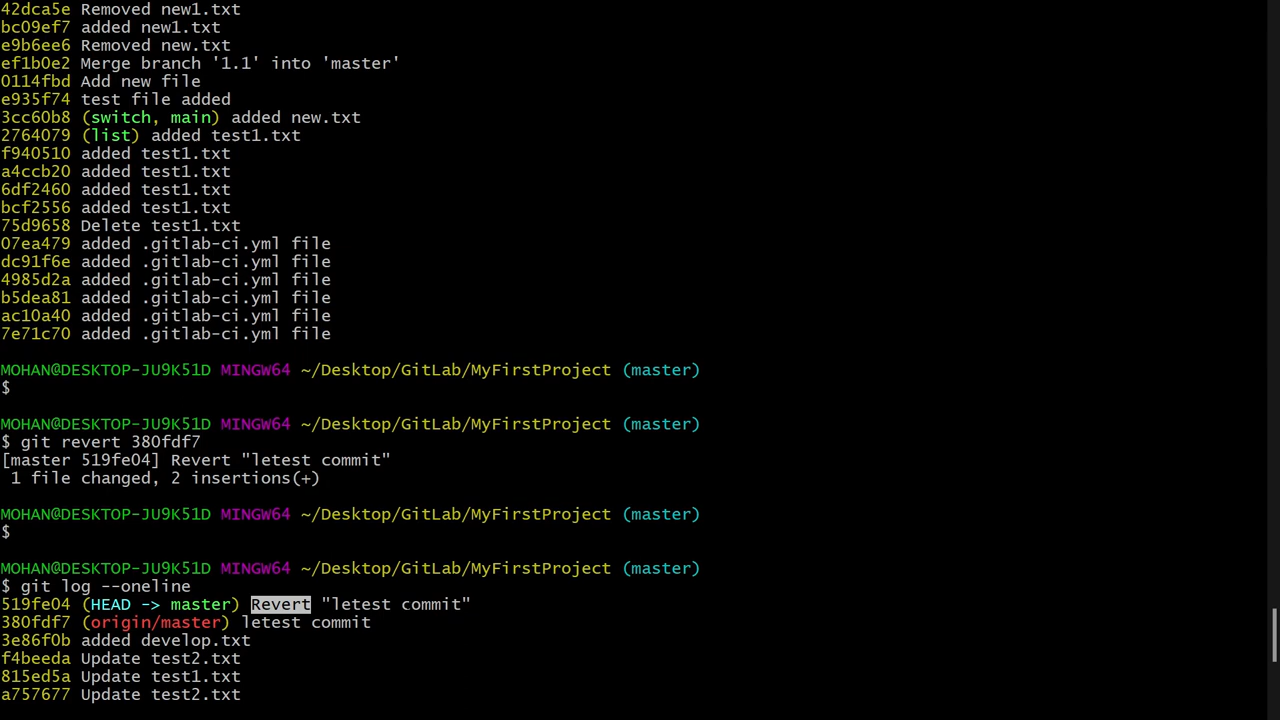 42dca5e Removed new1.txt
bc09ef7 added new1.txt
e9b6ee6 Removed new.txt
ef1b0e2 Merge branch '1.1' into 'master'
0114fbd Add new file
e935f74 test file added
3cc60b8 (switch, main) added new.txt
2764079 (list) added test1.txt
f940510 added test1.txt
a4ccb20 added test1.txt
6df2460 added test1.txt
bcf2556 added test1.txt
75d9658 Delete test1.txt
07ea479 added .gitlab-ci.yml file
dc91f6e added .gitlab-ci.yml file
4985d2a added .gitlab-ci.yml file
b5dea81 added .gitlab-ci.yml file
ac10a40 added .gitlab-ci.yml file
7e71c70 added .gitlab-ci.yml file
MOHAN@DESKTOP-JU9K51D MINGW64 ~/Desktop/GitLab/MyFirstProject (master)
$
MOHAN@DESKTOP-JU9K51D MINGW64 ~/Desktop/GitLab/MyFirstProject (master)
$ git revert 380fdf7
[master 519fe04] Revert "letest commit"
1 file changed, 2 insertions(+)
MOHAN@DESKTOP-JU9K51D MINGW64 ~/Desktop/GitLab/MyFirstProject (master)
$
MOHAN@DESKTOP-JU9K51D MINGW64 ~/Desktop/GitLab/MyFirstProject (master)
$ git log --oneline
519fe04 (HEAD -> master) Revert "letest commit"
380fdf7 (origin/master) letest commit
3e86f0b added develop.txt
f4beeda Update test2.txt
815ed5a Update test1.txt
a757677 Update test2.txt